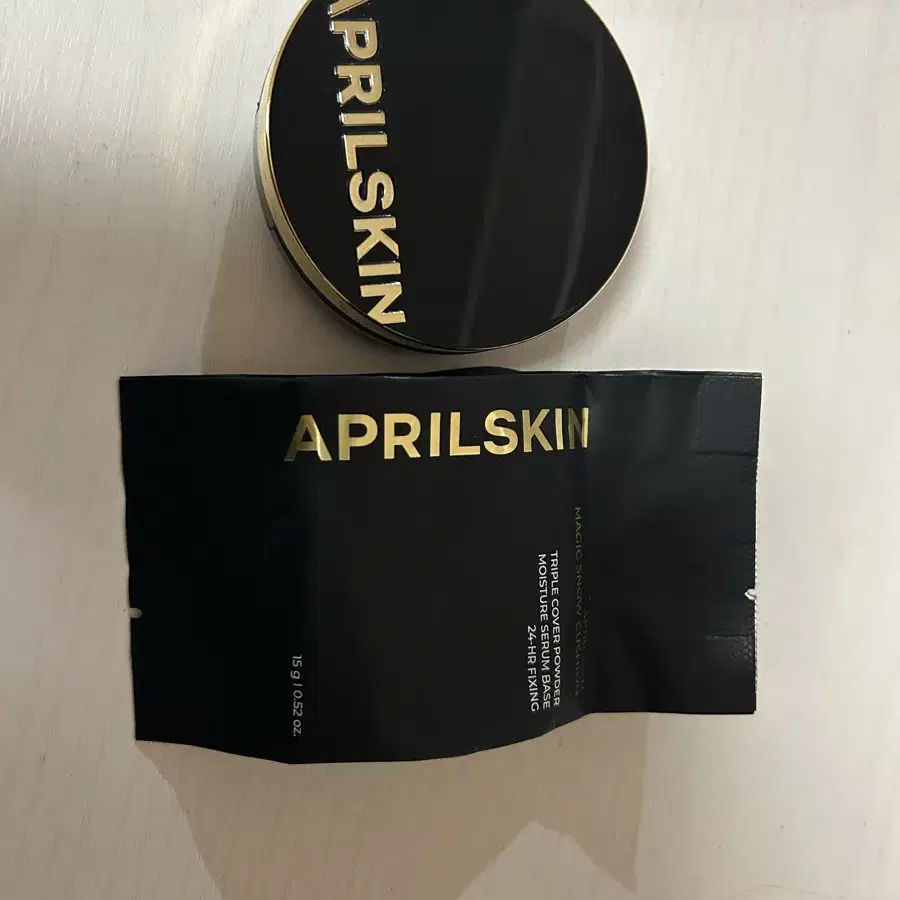 APRILSKIN
APRILSKIN
MAGIC SNOW CUSHION
TRIPLE COVER POWDER
MOISTURE SERUM BASE
24-HR FIXING
15 g | 0.52 oz.